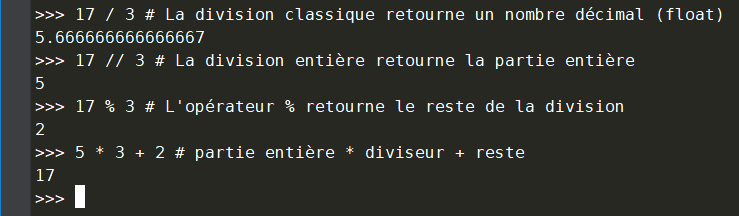 >>> 17 / 3 # La division classique retourne un nombre décimal (float)
5.666666666666667
>>> 17 // 3 # La division entière retourne la partie entière
5
>>> 17 % 3 # L'opérateur % retourne le reste de la division
2
>>> 5 * 3 + 2 # partie entière * diviseur + reste
17
>>>